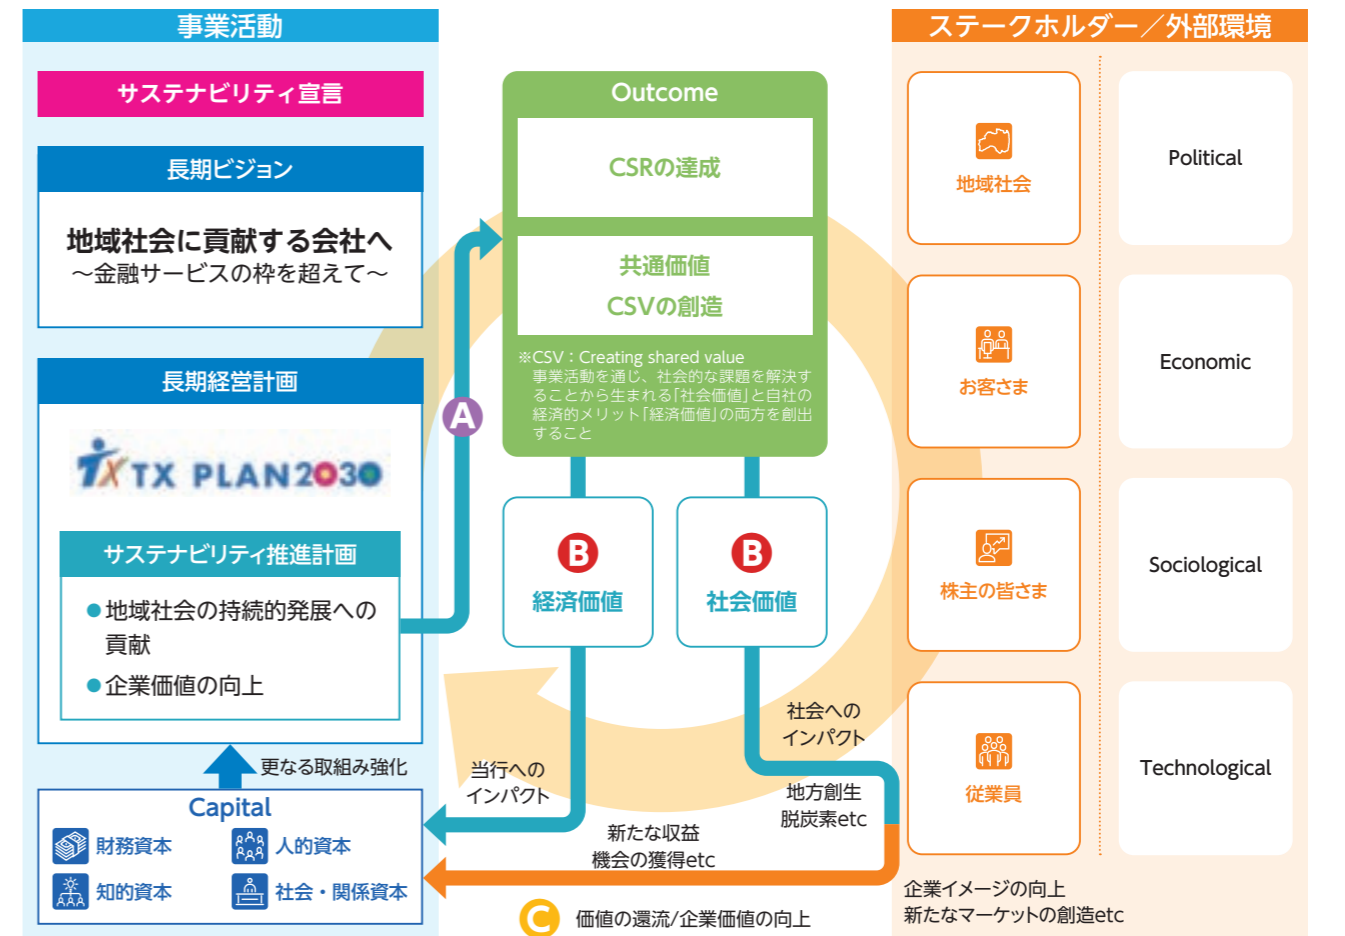 事業活動
サステナビリティ宣言
長期ビジョン
地域社会に貢献する会社へ
～金融サービスの枠を超えて～
長期経営計画
TX TX PLAN2030
サステナビリティ推進計画
●地域社会の持続的発展への
貢献
●企業価値の向上
更なる取組み強化
Capital
財務資本
人的資本
知的資本
社会・関係資本
A
Outcome
CSRの達成
共通価値
CSVの創造
※CSV：Creating shared value
事業活動を通じ、社会的な課題を解決す
ることから生まれる｢社会価値｣と自社の
経済的メリット｢経済価値｣の両方を創出
すること
B
経済価値
B
社会価値
当行への
インパクト
社会への
インパクト
地方創生
脱炭素etc
新たな収益
機会の獲得etc
C 価値の還流/企業価値の向上
ステークホルダー／外部環境
地域社会
お客さま
株主の皆さま
従業員
Political
Economic
Sociological
Technological
企業イメージの向上
新たなマーケットの創造etc